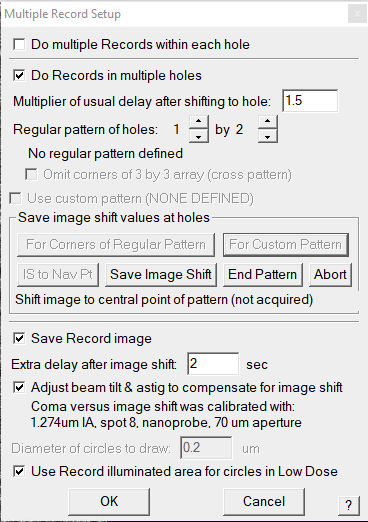 Multiple Record Setup
x
Do multiple Records within each hole
Do Records in multiple holes
Multiplier of usual delay after shifting to hole: 1.5
Regular pattern of holes: 1 by 2
No regular pattern defined
Omit corners of 3 by 3 array (cross pattern)
Use custom pattern (NONE DEFINED)
Save image shift values at holes
For Corners of Regular Pattern For Custom Pattern
IS to Nav Pt Save Image Shift End Pattern Abort
Shift image to central point of pattern (not acquired)
Save Record image
Extra delay after image shift: 2 sec
Adjust beam tilt & astig to compensate for image shift
Coma versus image shift was calibrated with:
1.274um IA, spot 8, nanoprobe, 70 um aperture
Diameter of circles to draw: 0.2 um
Use Record illuminated area for circles in Low Dose
OK Cancel ?